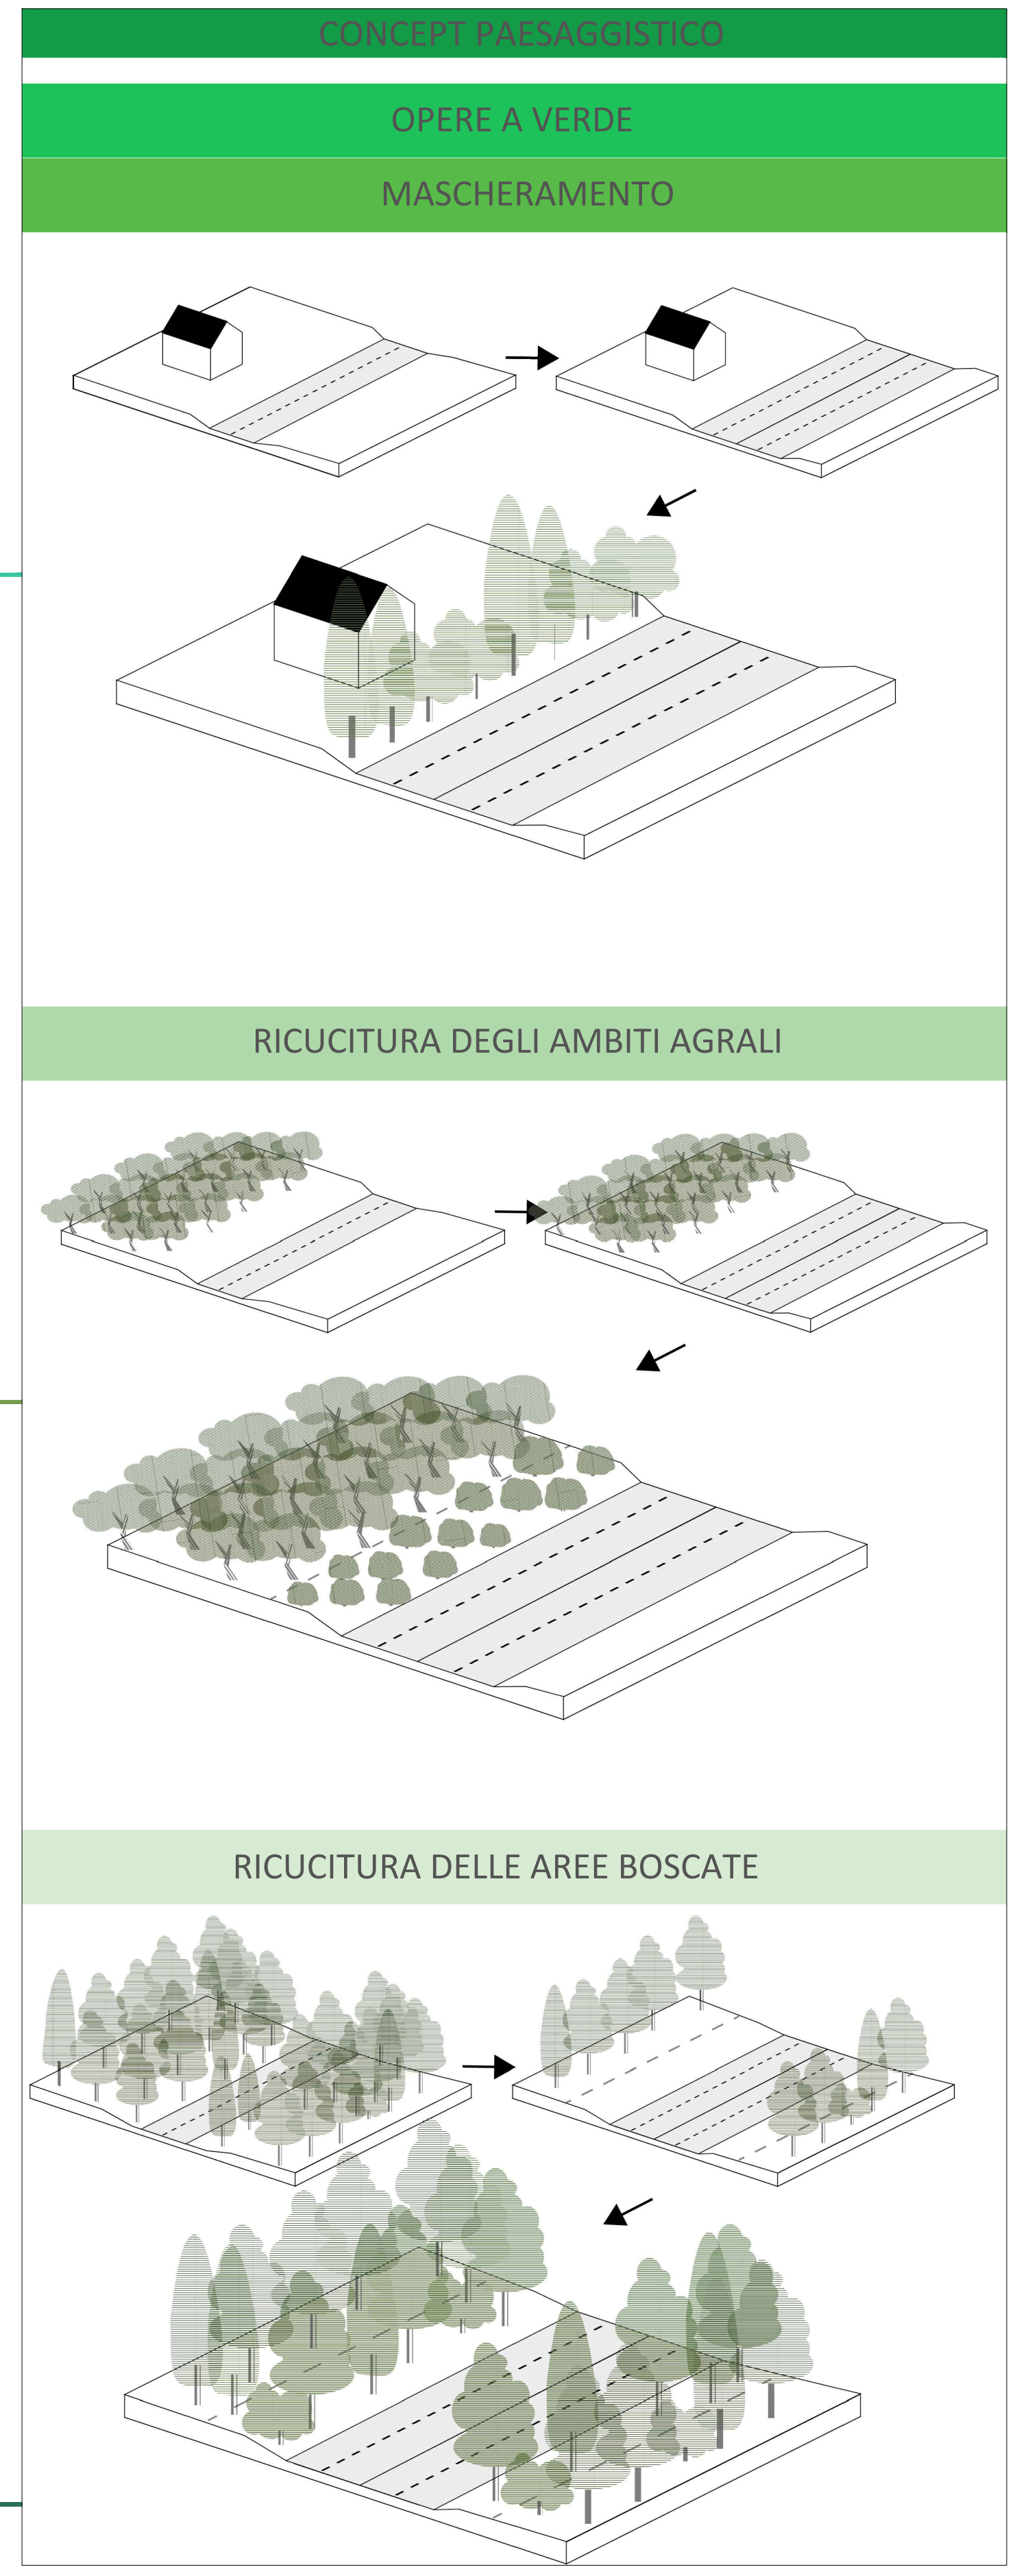 CONCEPT PAESAGGISTICO
OPERE A VERDE
MASCHERAMENTO
RICUCITURA DEGLI AMBITI AGRALI
RICUCITURA DELLE AREE BOSCATE